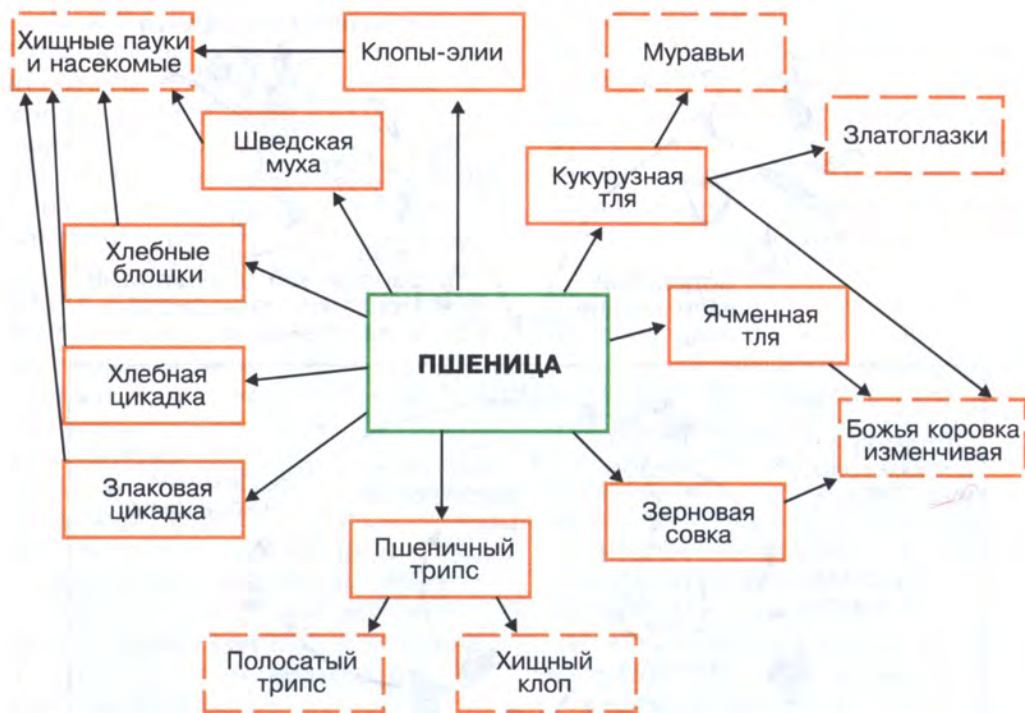 Хищные пауки
и насекомые
Клопы-элии
Муравьи
Златоглазки
Шведская
муха
Кукурузная
тля
Хлебные
блошки
Ячменная
тля
ПШЕНИЦА
Хлебная
цикадка
Божья коровка
изменчивая
Злаковая
цикадка
Зерновая
совка
Пшеничный
трипс
Полосатый
трипс
Хищный
клоп